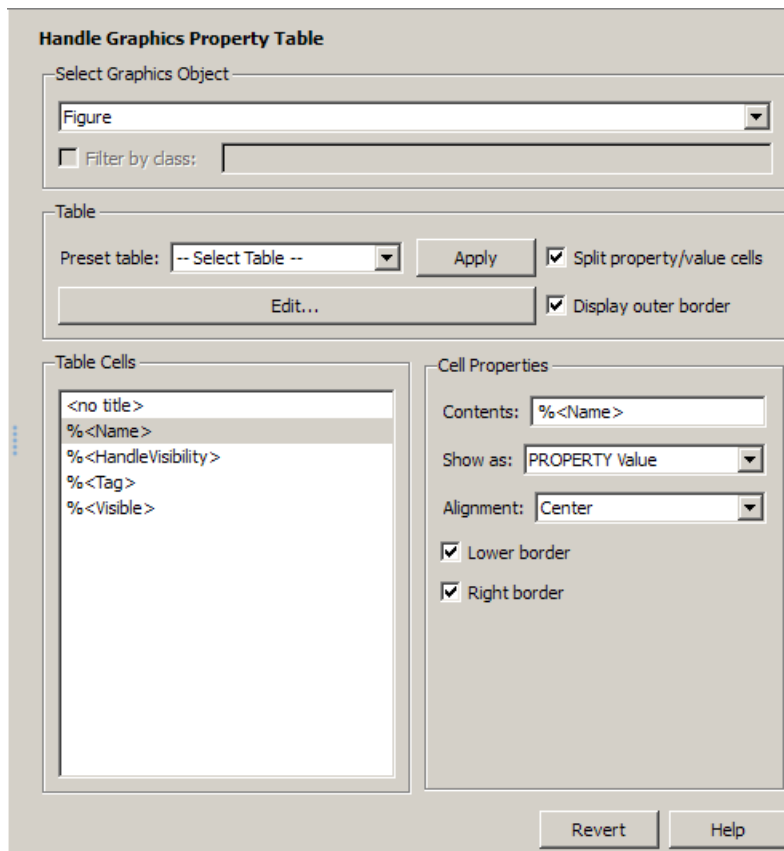 Handle Graphics Property Table
Select Graphics Object
Figure
Filter by class:
Table
Preset table: -- Select Table -- Apply Split property/value cells
Edit... Display outer border
Table Cells
<no title>
%<Name>
%<HandleVisibility>
%<Tag>
%<Visible>
Cell Properties
Contents: %<Name>
Show as: PROPERTY Value
Alignment: Center
Lower border
Right border
Revert Help